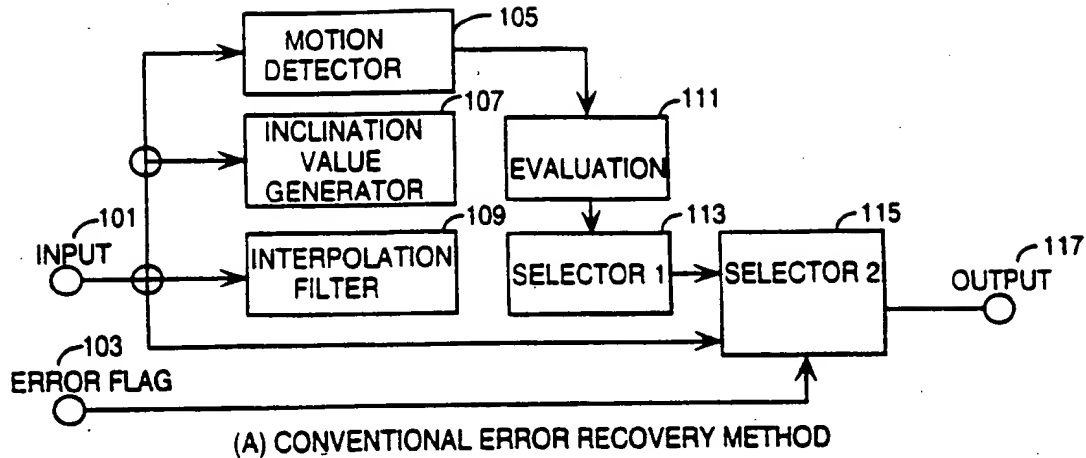 105
MOTION
DETECTOR
107
INCLINATION
VALUE
GENERATOR
111
EVALUATION
101
INPUT
109
INTERPOLATION
FILTER
113
SELECTOR 1
115
SELECTOR 2
117
OUTPUT
103
ERROR FLAG
(A) CONVENTIONAL ERROR RECOVERY METHOD